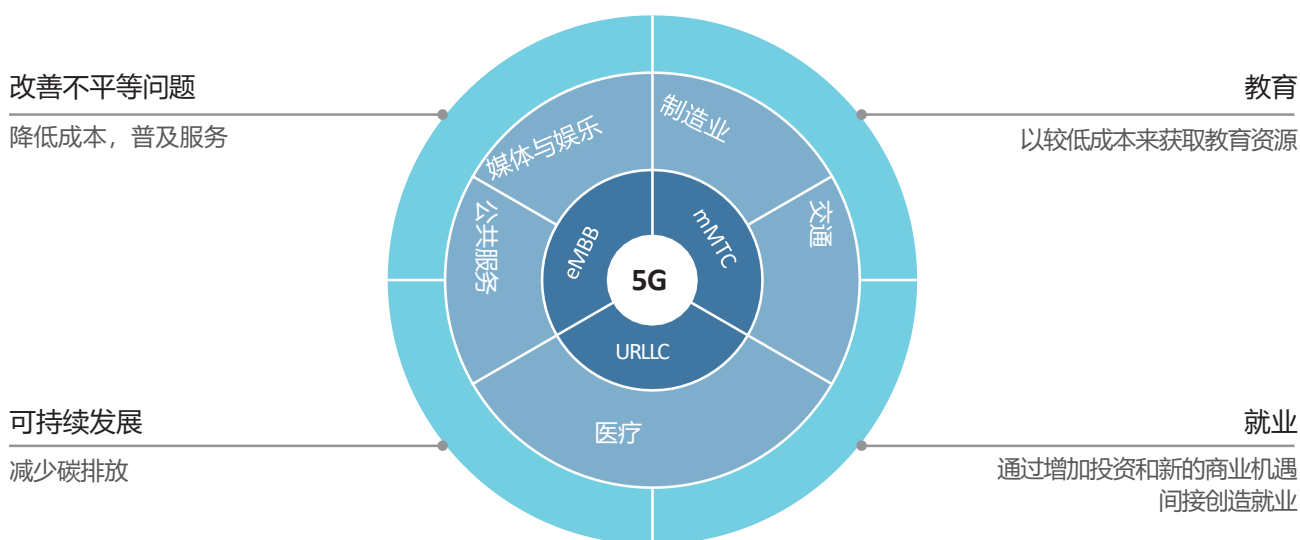 改善不平等问题
降低成本，普及服务
教育
以较低成本来获取教育资源
媒体与娱乐
制造业
公共服务
交通
eMBB
mMTC
5G
URLLC
医疗
可持续发展
减少碳排放
就业
通过增加投资和新的商业机遇
间接创造就业